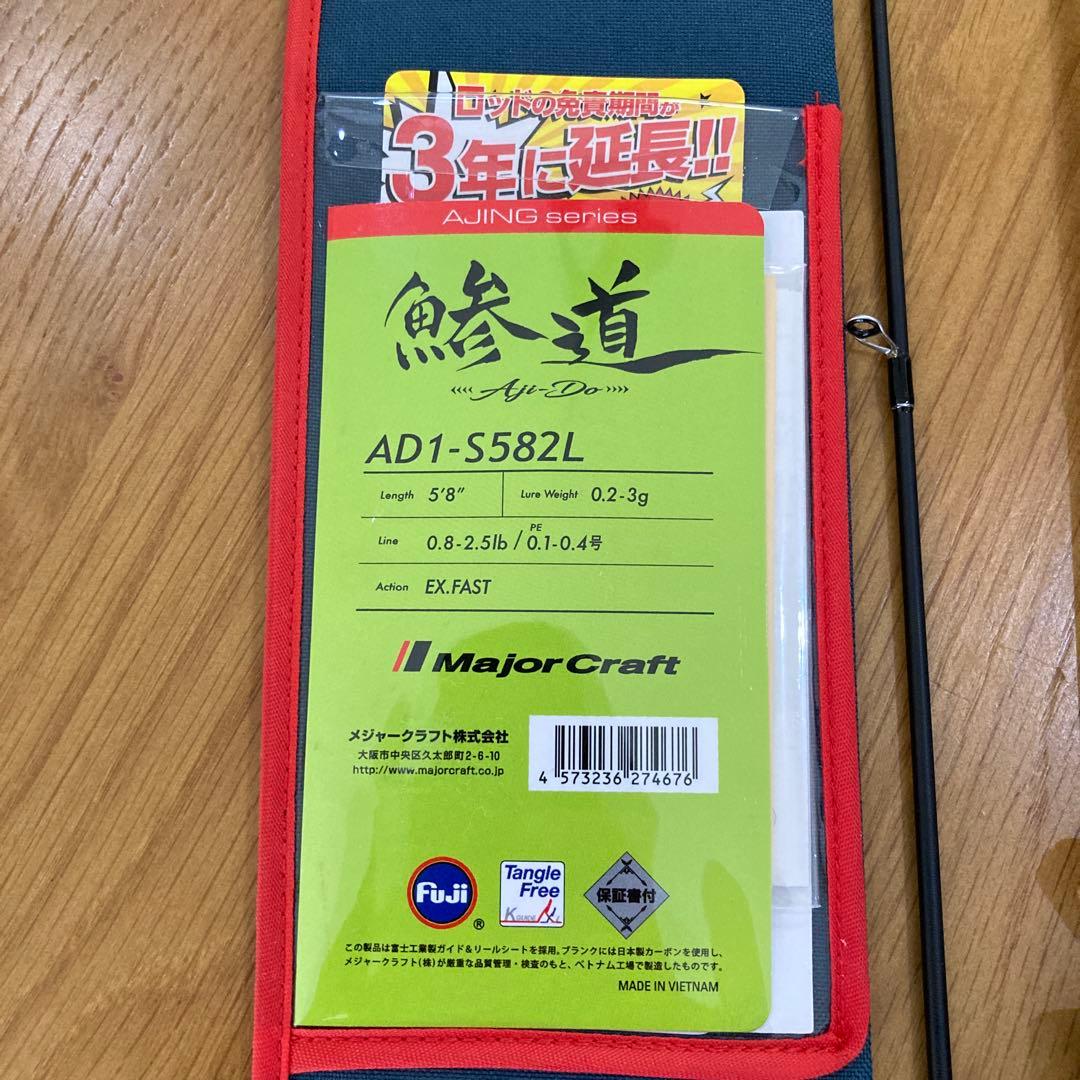 ロッドの免責期間が
3年に延長!!
AJING series
鯵道
Aji-Do
AD1-S582L
Length 5'8" Lure Weight 0.2-3g
Line 0.8-2.5lb / PE 0.1-0.4号
Action EX.FAST
Major Craft
メジャークラフト株式会社
大阪市中央区久太郎町2-6-10
http://www.majorcraft.co.jp
4 573236 274676
Fuji ®
Tangle Free
K GUIDE
保証書付
この製品は富士工業製ガイド&リールシートを採用。ブランクには日本製カーボンを使用し、
メジャークラフト(株)が厳重な品質管理・検査のもと、ベトナム工場で製造したものです。
MADE IN VIETNAM